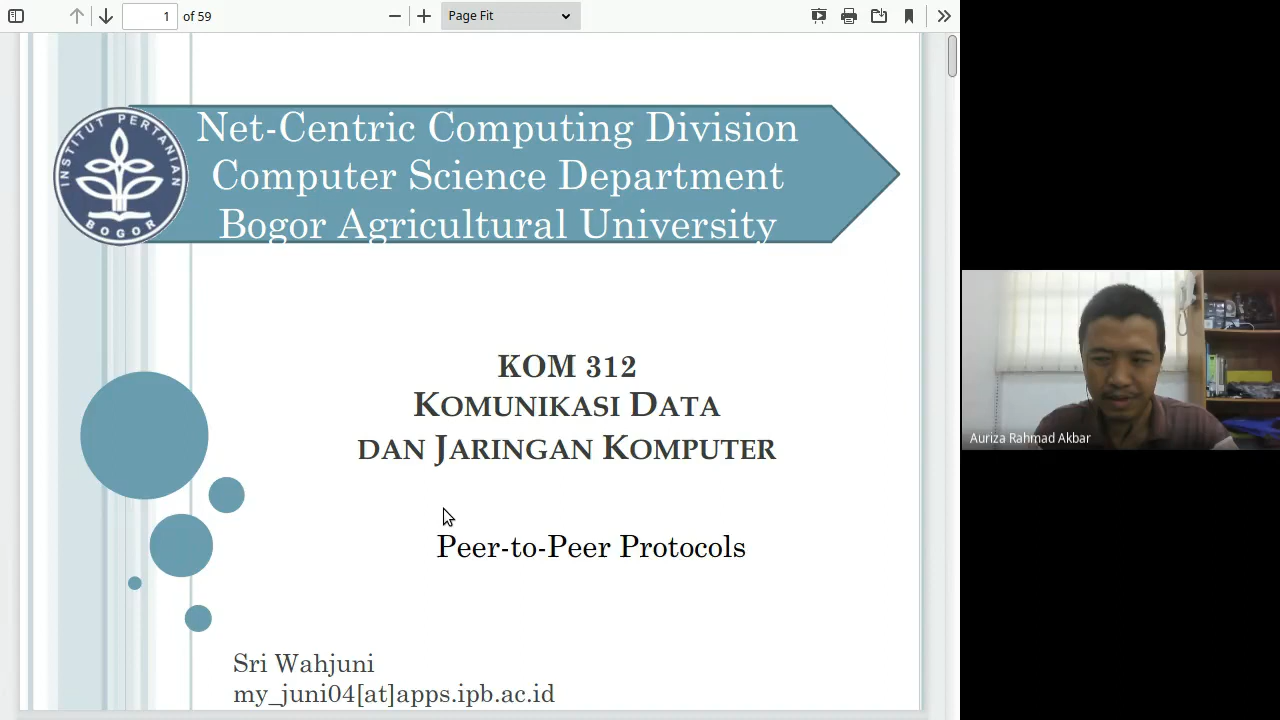 1
of 59
Page Fit
INSTITUT PERTANIAN
BOGOR
Net-Centric Computing Division
Computer Science Department
Bogor Agricultural University
KOM 312
KOMUNIKASI DATA
DAN JARINGAN KOMPUTER
Peer-to-Peer Protocols
Sri Wahjuni
my_juni04[at]apps.ipb.ac.id
Auriza Rahmad Akbar